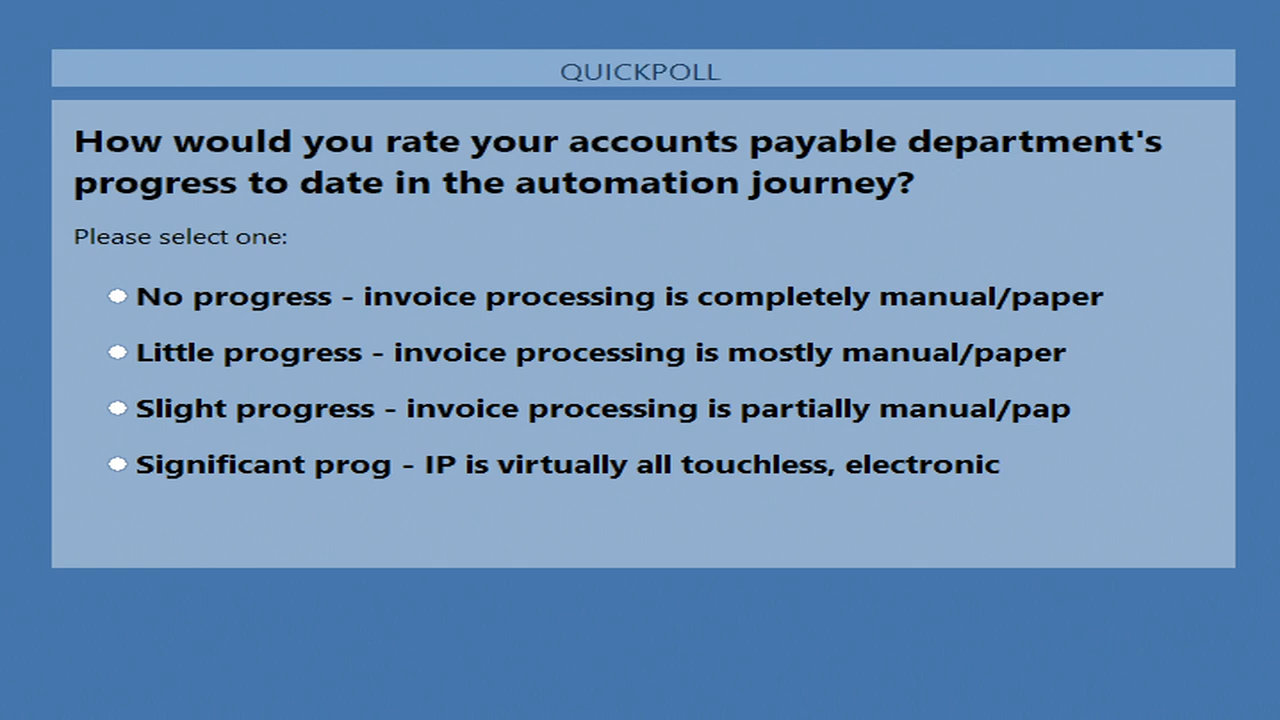 QUICKPOLL
How would you rate your accounts payable department's
progress to date in the automation journey?
Please select one:
No progress - invoice processing is completely manual/paper
Little progress - invoice processing is mostly manual/paper
Slight progress - invoice processing is partially manual/pap
Significant prog - IP is virtually all touchless, electronic